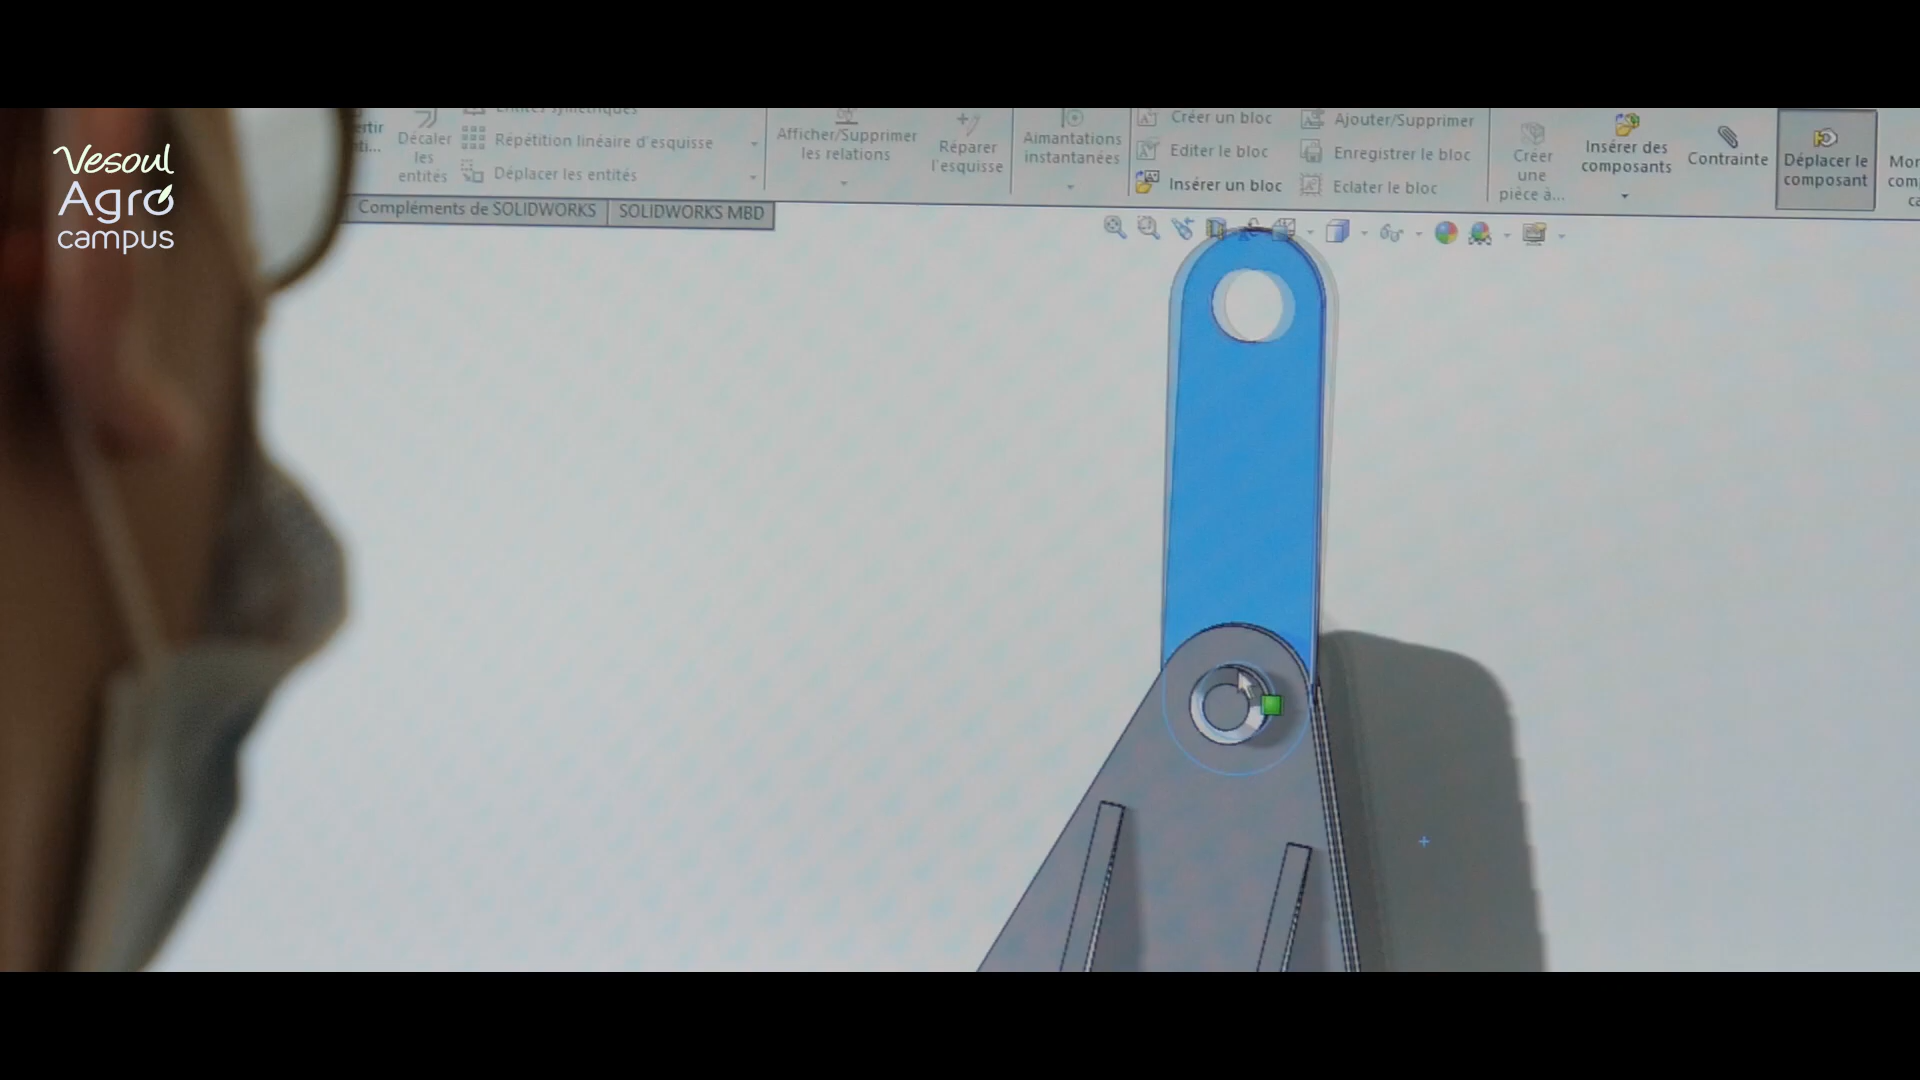 Vesoul
Agro
campus
Décaler
les
entités
Répétition linéaire d'esquisse
Déplacer les entités
Afficher/Supprimer
les relations
Réparer
l'esquisse
Aimantations
instantanées
Créer un bloc
Editer le bloc
Insérer un bloc
Ajouter/Supprimer
Enregistrer le bloc
Eclater le bloc
Créer
une
pièce à...
Insérer des
composants
Contrainte
Déplacer le
composant
Compléments de SOLIDWORKS
SOLIDWORKS MBD